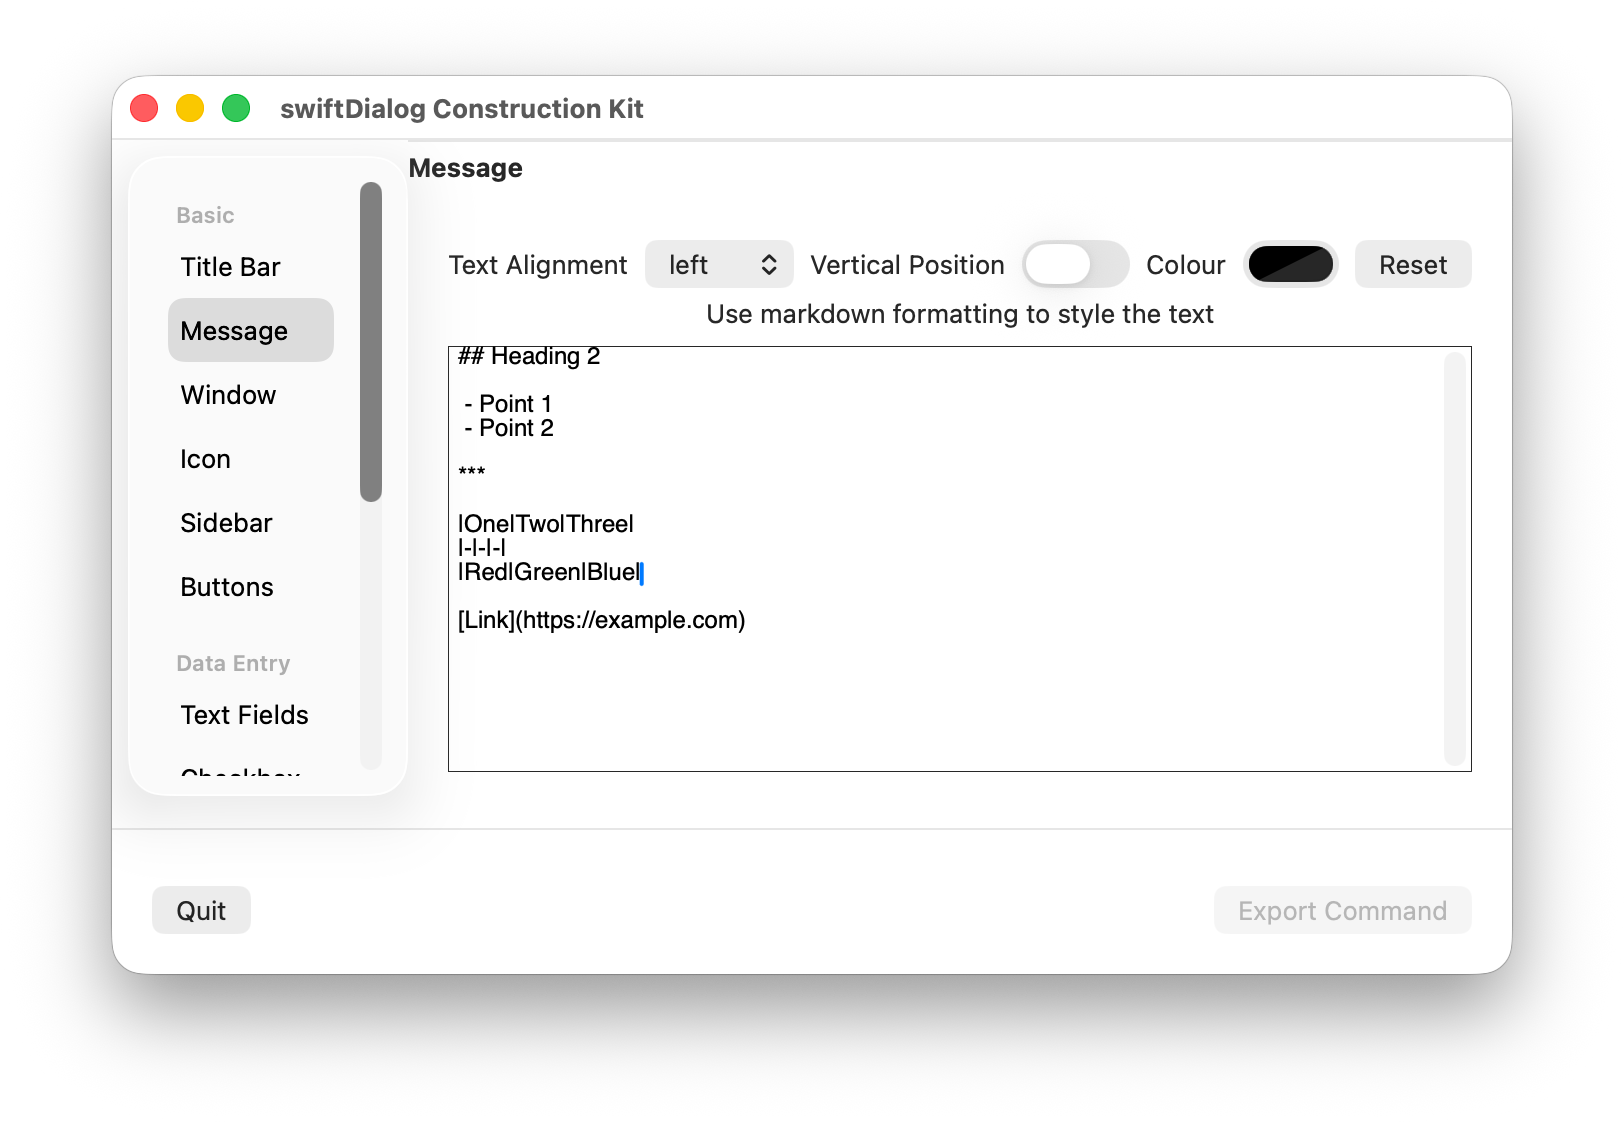 swiftDialog Construction Kit
Message
Basic
Title Bar
Message
Window
Icon
Sidebar
Buttons
Data Entry
Text Fields
Checkbox
Text Alignment left Vertical Position Colour Reset
Use markdown formatting to style the text
## Heading 2
- Point 1
- Point 2
***
|One|Two|Three|
|-|-|-|
|Red|Green|Blue|
[Link](https://example.com)
Quit
Export Command